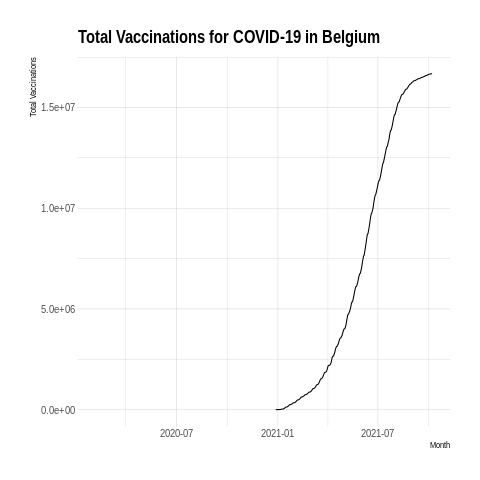 Total Vaccinations for COVID-19 in Belgium
Total Vaccinations
1.5e+07
1.0e+07
5.0e+06
0.0e+00
2020-07
2021-01
2021-07
Month